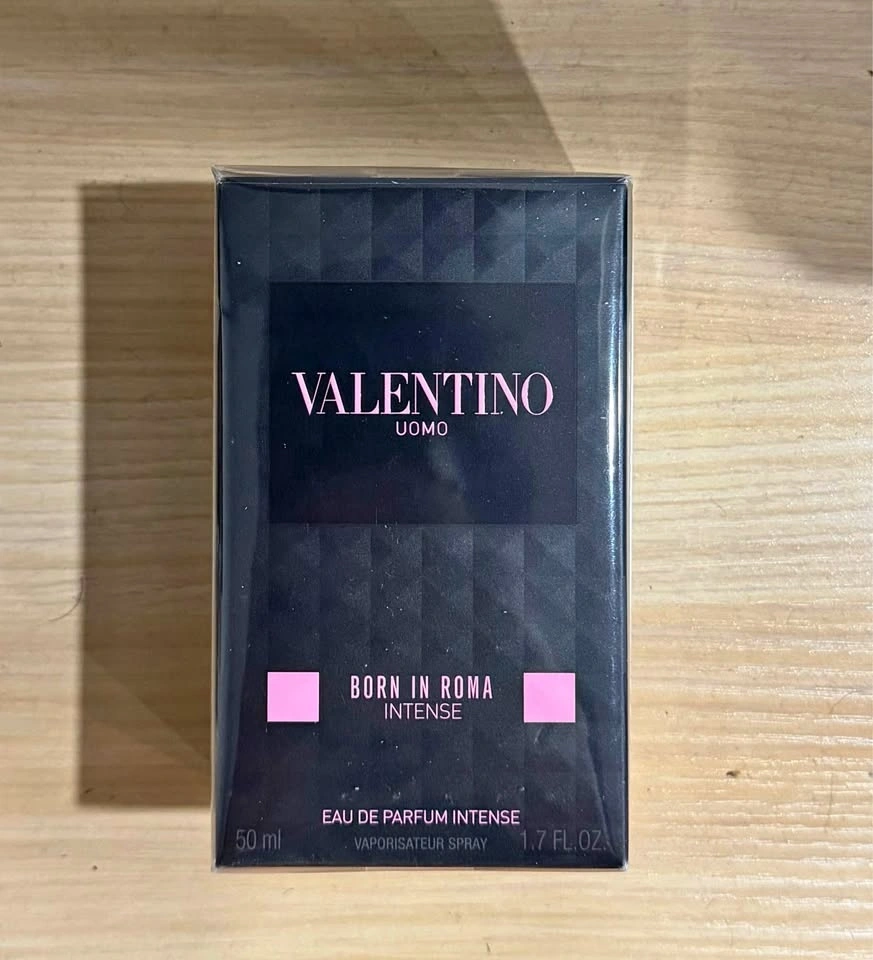 VALENTINO
UOMO
BORN IN ROMA
INTENSE
EAU DE PARFUM INTENSE
50 ml VAPORISATEUR SPRAY 1.7 FL.OZ.